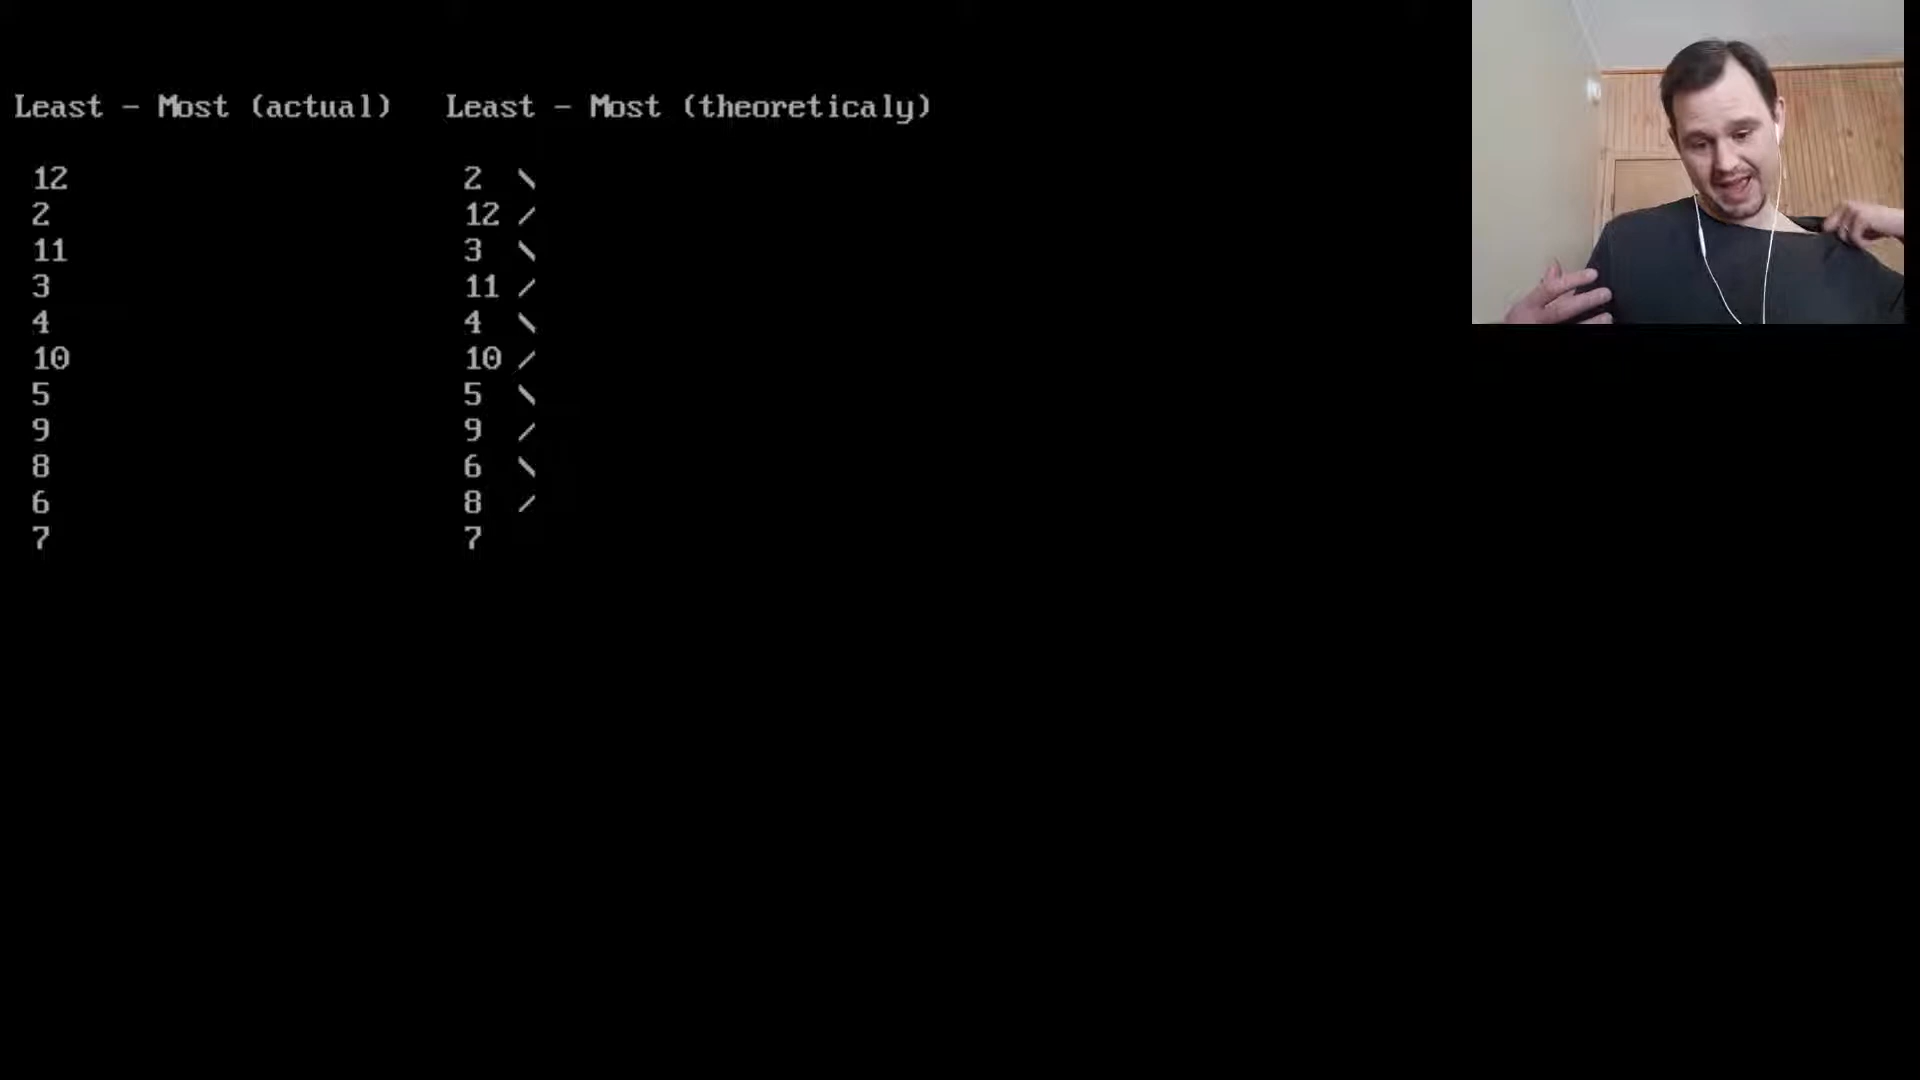 Least - Most (actual)   Least - Most (theoreticaly)
12   2  \
2   12 /
11   3  \
3   11 /
4   4  \
10   10 /
5   5  \
9   9  /
8   6  \
6   8  /
7   7